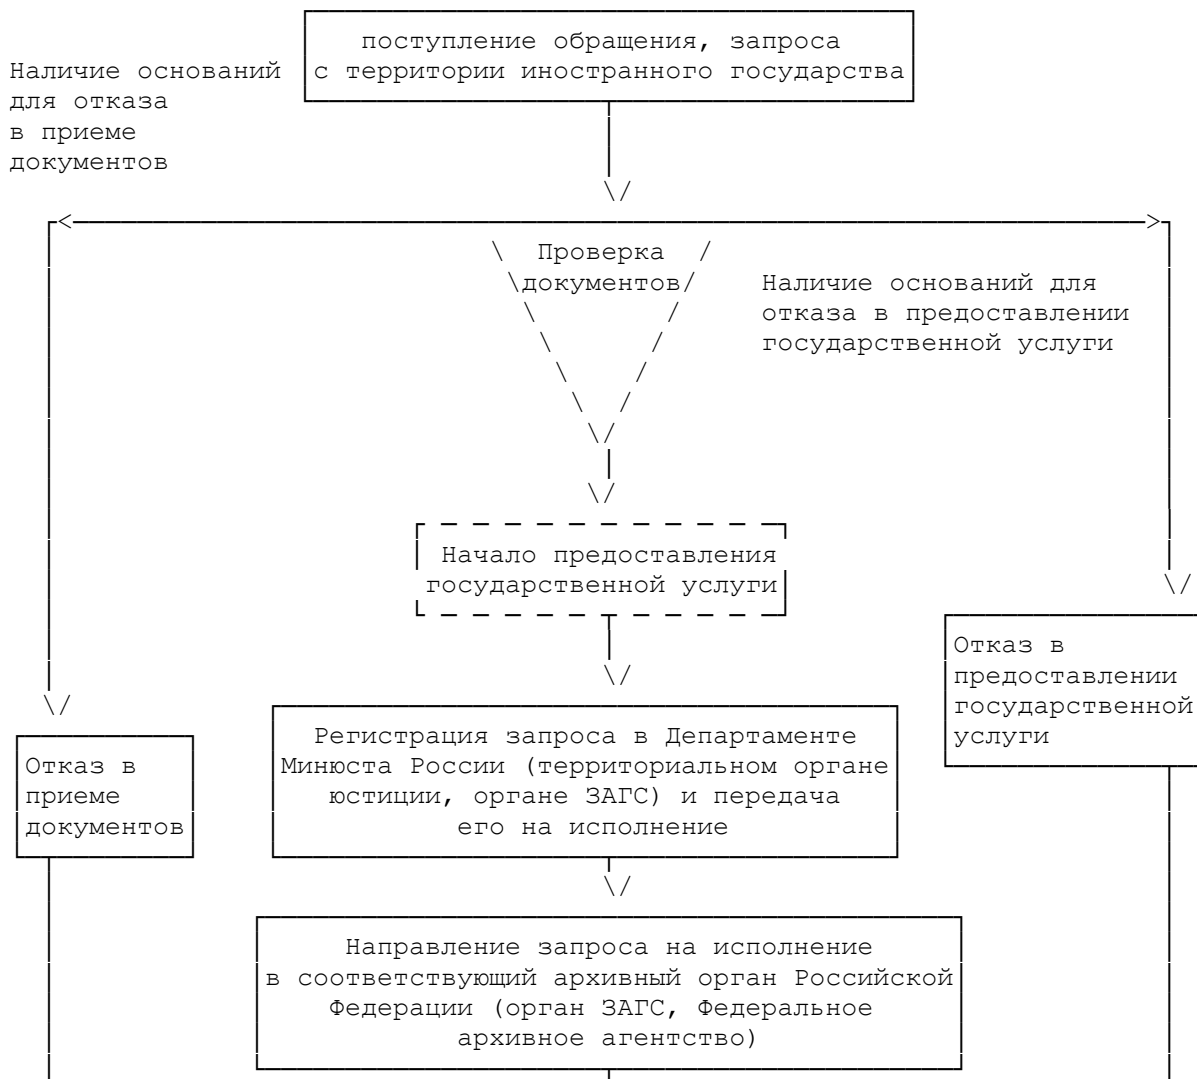 поступление обращения, запроса
с территории иностранного государства
Наличие оснований
для отказа
в приеме
документов
Проверка
документов
Наличие оснований для
отказа в предоставлении
государственной услуги
Начало предоставления
государственной услуги
Отказ в
предоставлении
государственной
услуги
Отказ в
приеме
документов
Регистрация запроса в Департаменте
Минюста России (территориальном органе
юстиции, органе ЗАГС) и передача
его на исполнение
Направление запроса на исполнение
в соответствующий архивный орган Российской
Федерации (орган ЗАГС, Федеральное
архивное агентство)